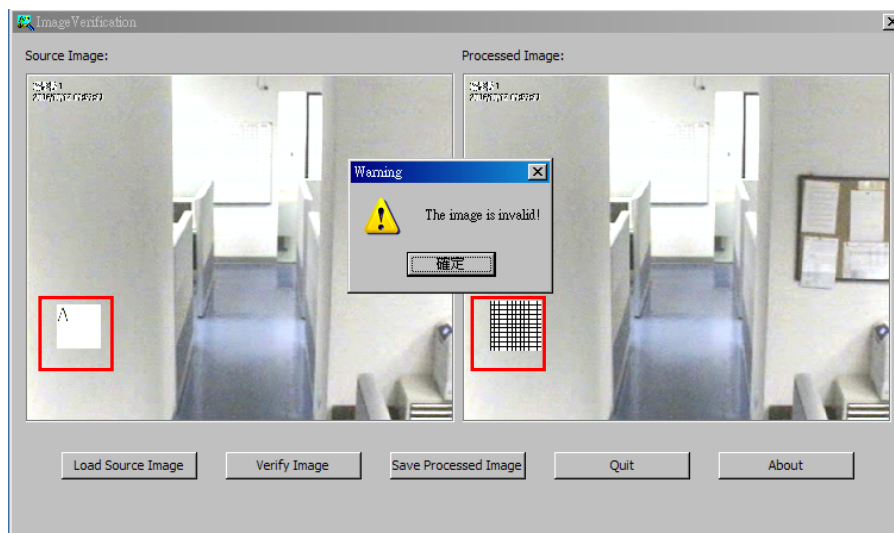 ImageVerification
Source Image:
Processed Image:
Warning
The image is invalid!
確定
Load Source Image
Verify Image
Save Processed Image
Quit
About